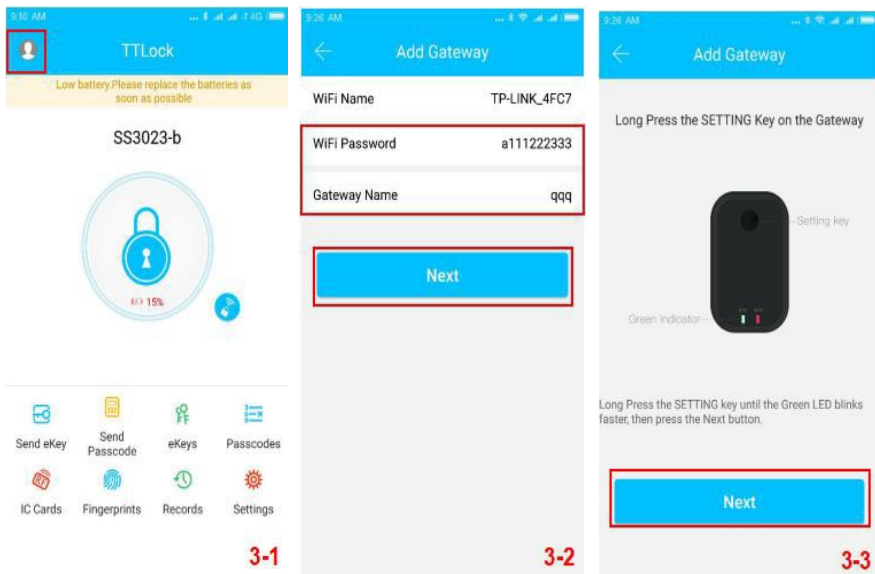 9:10 AM
4G
TTLock
Low battery.Please replace the batteries as
soon as possible
SS3023-b
15%
Send eKey
Send
Passcode
eKeys
Passcodes
IC Cards
Fingerprints
Records
Settings
3-1
9:26 AM
Add Gateway
WiFi Name TP-LINK_4FC7
WiFi Password a111222333
Gateway Name qqq
Next
3-2
9:26 AM
Add Gateway
Long Press the SETTING Key on the Gateway
Setting key
Green indicator
Long Press the SETTING key until the Green LED blinks
faster, then press the Next button.
Next
3-3